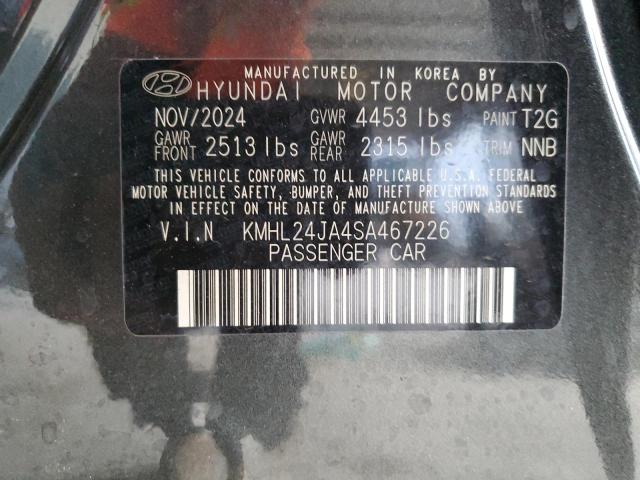 MANUFACTURED IN KOREA BY
HYUNDAI MOTOR COMPANY
NOV/2024 GVWR 4453 lbs PAINT T2G
GAWR FRONT 2513 lbs GAWR REAR 2315 lbs TRIM NNB
THIS VEHICLE CONFORMS TO ALL APPLICABLE U.S.A. FEDERAL
MOTOR VEHICLE SAFETY, BUMPER, AND THEFT PREVENTION STANDARDS
IN EFFECT ON THE DATE OF MANUFACTURE SHOWN ABOVE
V.I.N KMHL24JA4SA467226
PASSENGER CAR